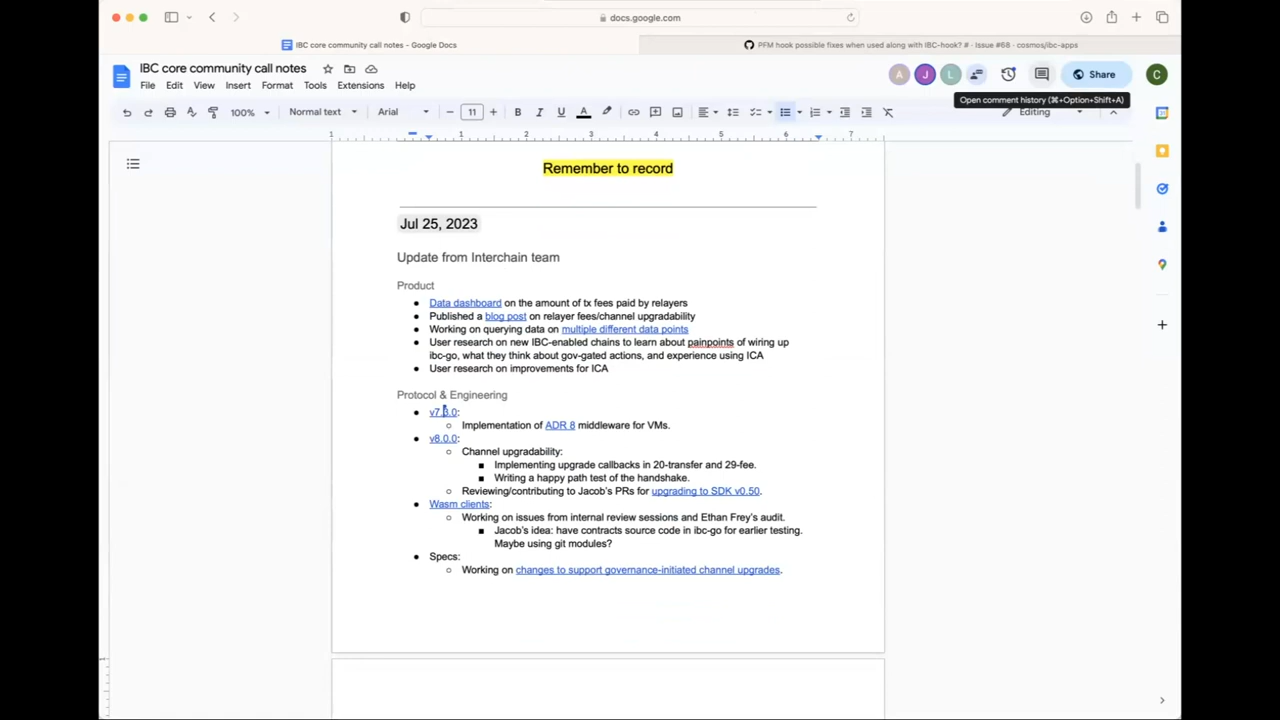 docs.google.com
IBC core community call notes - Google Docs
PFM hook possible fixes when used along with IBC-hook? # · Issue #68 · cosmos/ibc-apps
IBC core community call notes
A J L
Share
C
File Edit View Insert Format Tools Extensions Help
Open comment history (⌘+Option+Shift+A)
100% Normal text Arial 11 B I U A Editing
1 1 2 3 4 5 6 7
Remember to record
Jul 25, 2023
Update from Interchain team
Product
Data dashboard on the amount of tx fees paid by relayers
Published a blog post on relayer fees/channel upgradability
Working on querying data on multiple different data points
User research on new IBC-enabled chains to learn about painpoints of wiring up
ibc-go, what they think about gov-gated actions, and experience using ICA
User research on improvements for ICA
Protocol & Engineering
v7.3.0:
Implementation of ADR 8 middleware for VMs.
v8.0.0:
Channel upgradability:
Implementing upgrade callbacks in 20-transfer and 29-fee.
Writing a happy path test of the handshake.
Reviewing/contributing to Jacob's PRs for upgrading to SDK v0.50.
Wasm clients:
Working on issues from internal review sessions and Ethan Frey's audit.
Jacob's idea: have contracts source code in ibc-go for earlier testing.
Maybe using git modules?
Specs:
Working on changes to support governance-initiated channel upgrades.